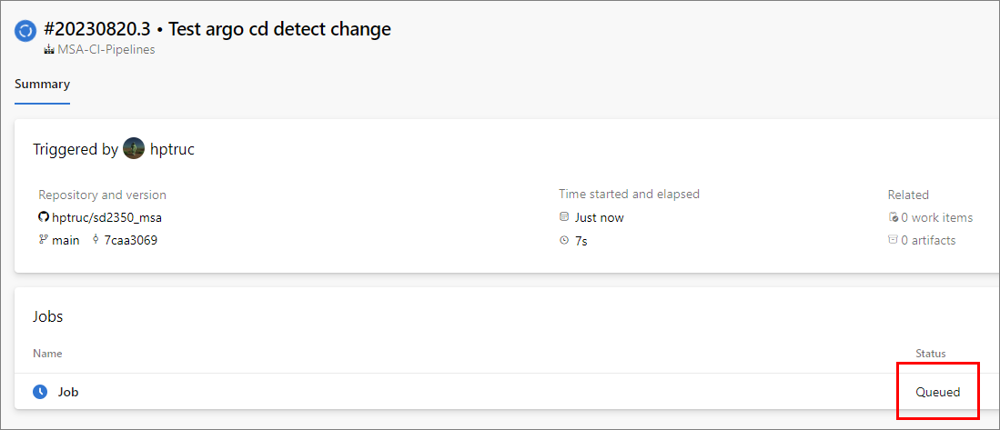 #20230820.3 • Test argo cd detect change
MSA-CI-Pipelines
Summary
Triggered by hptruc
Repository and version
hptruc/sd2350_msa
main 7caa3069
Time started and elapsed
Just now
7s
Related
0 work items
0 artifacts
Jobs
Name Status
Job Queued